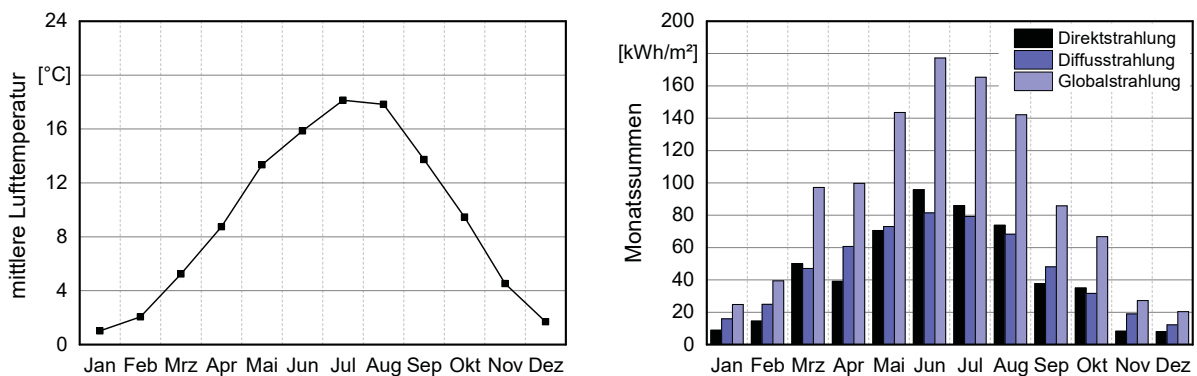 24
[°C]
16
12
8
4
0
mittlere Lufttemperatur
Jan Feb Mrz Apr Mai Jun Jul Aug Sep Okt Nov Dez
200
[kWh/m²]
160
140
120
100
80
60
40
20
0
Monatssummen
Direktstrahlung
Diffusstrahlung
Globalstrahlung
Jan Feb Mrz Apr Mai Jun Jul Aug Sep Okt Nov Dez